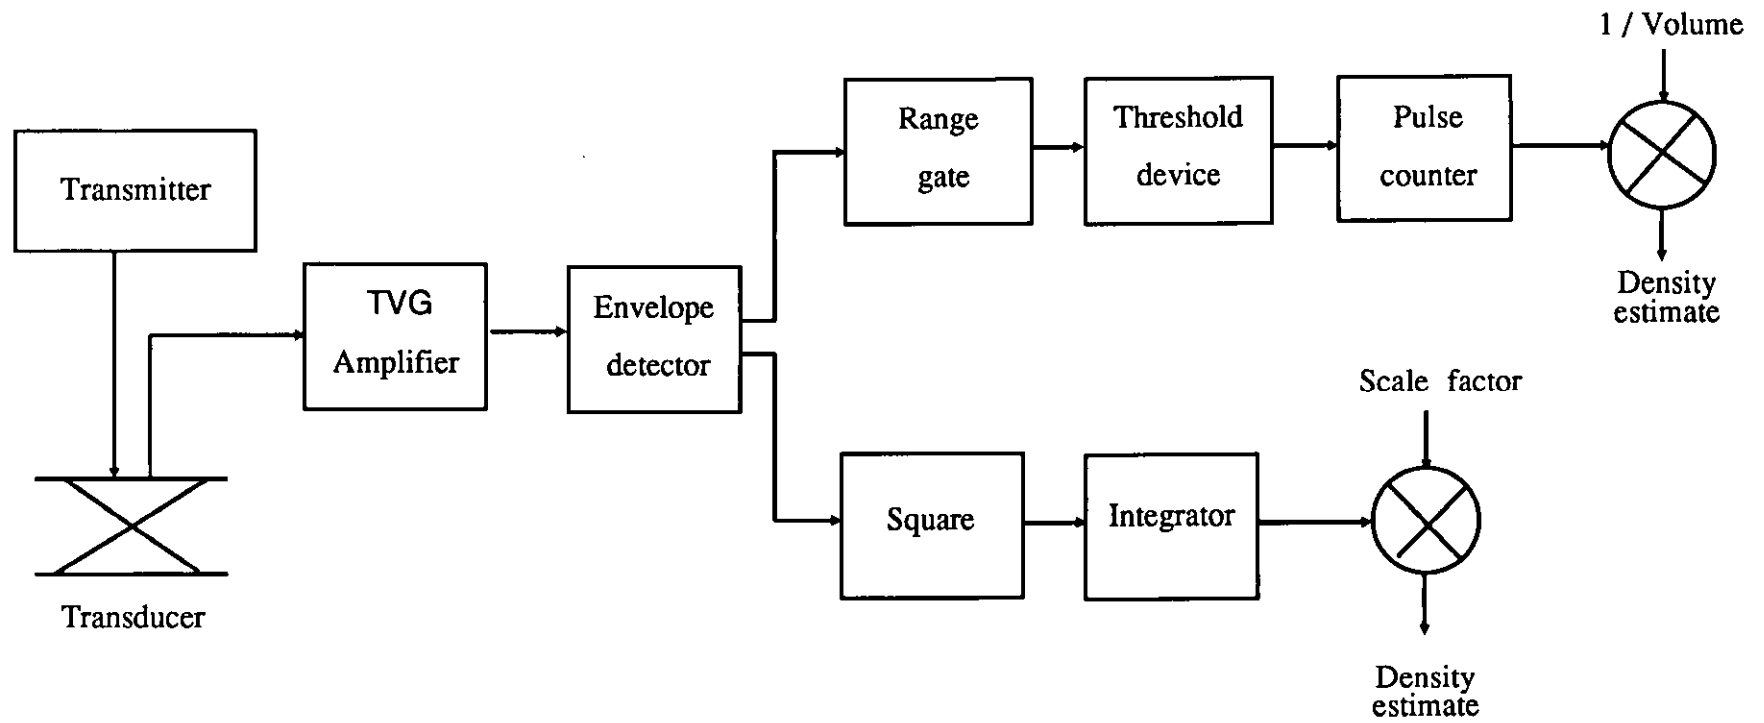 1 / Volume
Range
gate
Threshold
device
Pulse
counter
Transmitter
Density
estimate
TVG
Amplifier
Envelope
detector
Scale factor
Square
Integrator
Transducer
Density
estimate